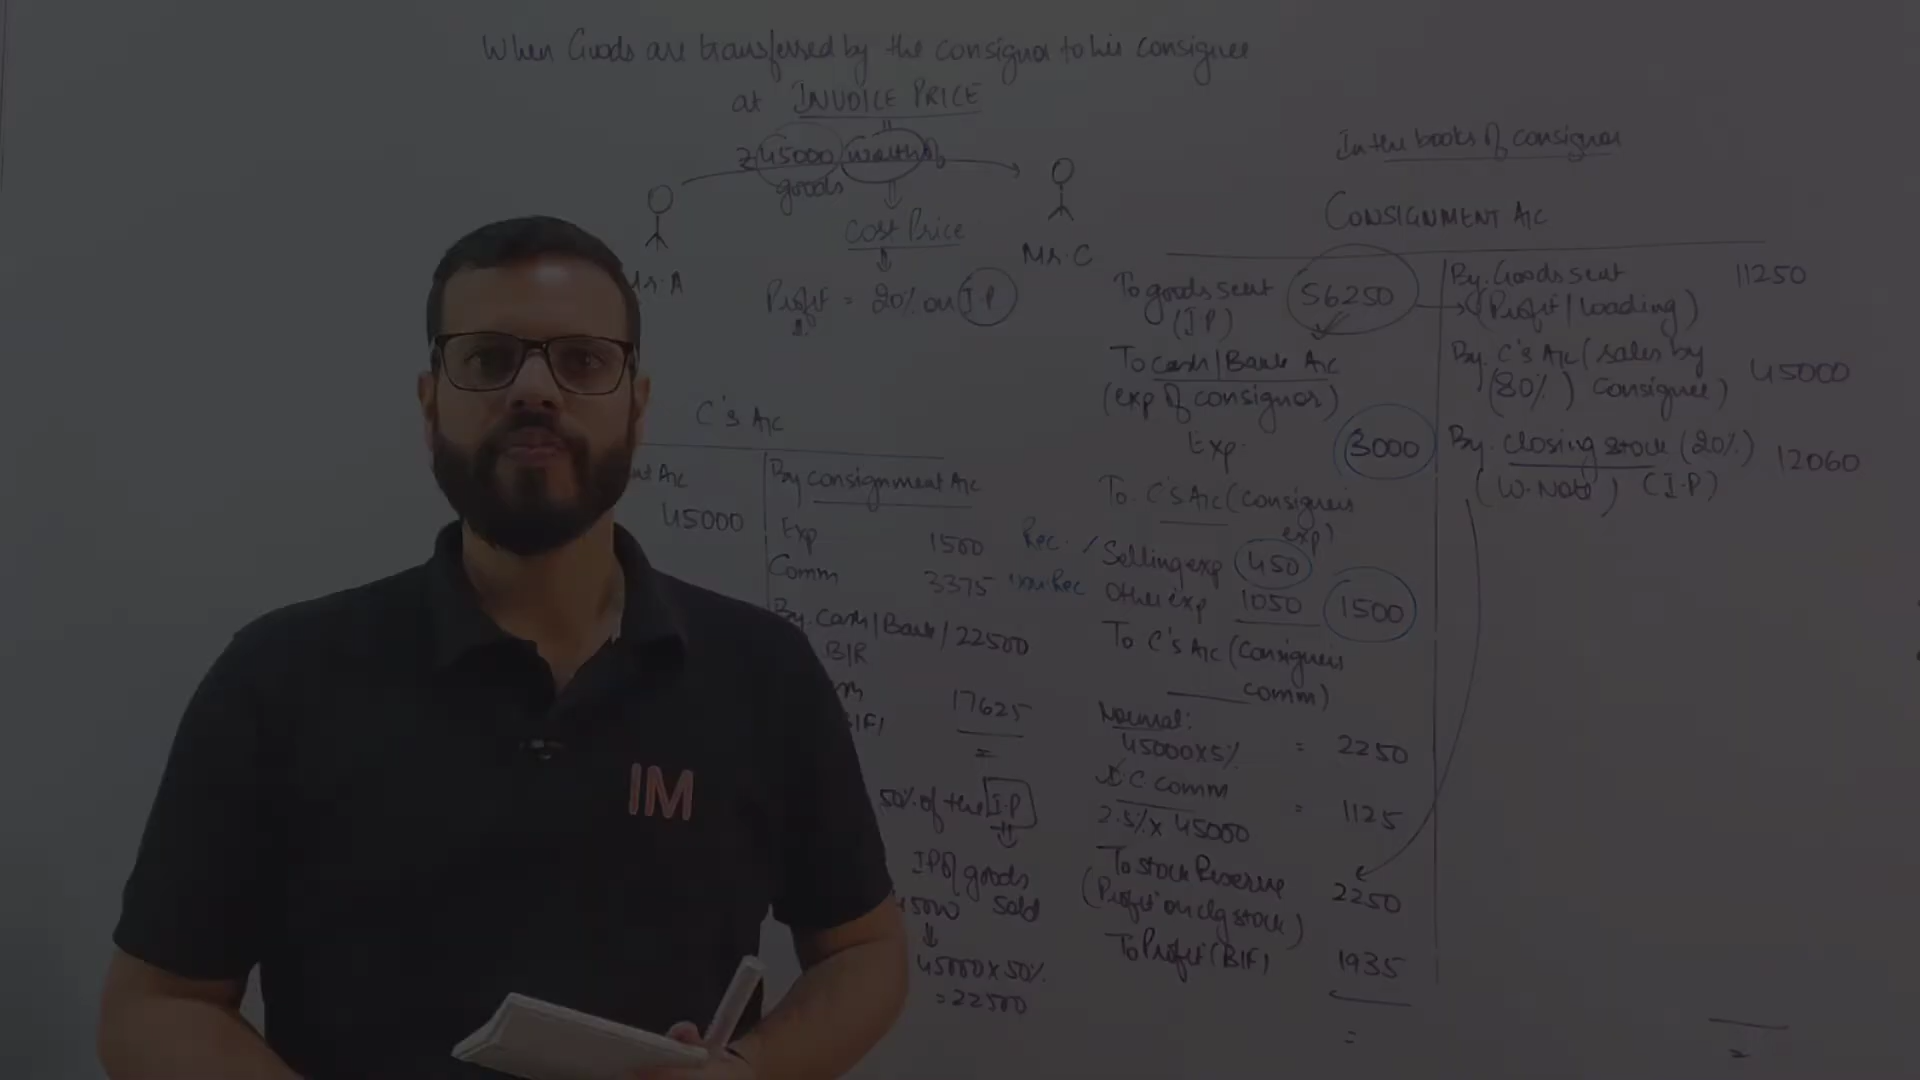 When Goods are transferred by the consignor to his consignee
at INVOICE PRICE
₹45000 worth of
goods
Cost Price
Mr. A
Mr. C
Profit = 20% on I.P
C's A/c
A/c
45000
By consignment A/c
Exp 1500
Comm 3375
By. Cash/Bank/ 22500
B/R
17625
=
50% of the I.P
IP of goods
Sold
45000 x 50%
= 22500
IM
In the books of consignor
CONSIGNMENT A/c
To goods sent 56250
(I P)
To cash/Bank A/c
(exp of consignor)
Exp. 3000
To C's A/c (consignee's
exp)
Rec. / Selling exp 450
Non Rec Other exp 1050 1500
To C's A/c (Consignee's
comm)
Normal:
45000x5% = 2250
D.C. Comm
2.5% x 45000 = 1125
To stock Reserve 2250
(Profit on clg stock)
To Profit (B/F) 1935
=
By. Goods sent 11250
(Profit/loading)
By. C's A/c (sales by 45000
(80%) Consignee)
By. Closing stock (20%) 12060
(W. Note) (I.P)
=